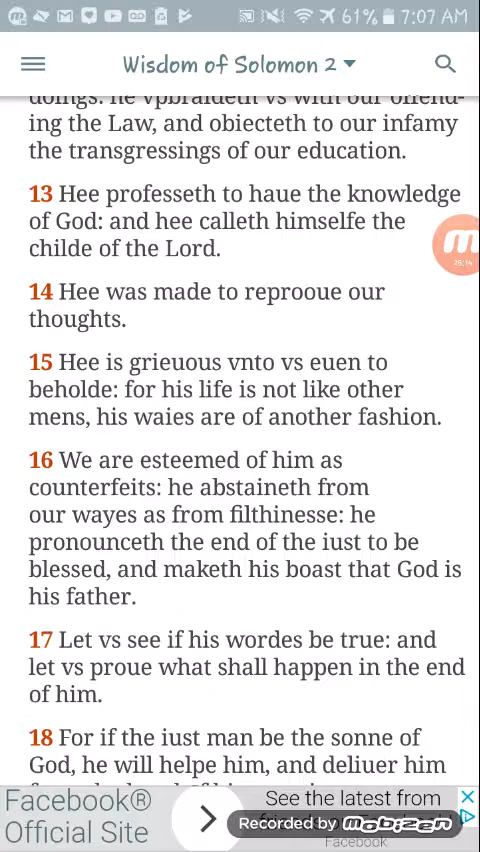 61% 7:07 AM
Wisdom of Solomon 2
doings: he vpbraideth vs with our offend-
ing the Law, and obiecteth to our infamy
the transgressings of our education.
13 Hee professeth to haue the knowledge
of God: and hee calleth himselfe the
childe of the Lord.
25:14
14 Hee was made to reprooue our
thoughts.
15 Hee is grieuous vnto vs euen to
beholde: for his life is not like other
mens, his waies are of another fashion.
16 We are esteemed of him as
counterfeits: he abstaineth from
our wayes as from filthinesse: he
pronounceth the end of the iust to be
blessed, and maketh his boast that God is
his father.
17 Let vs see if his wordes be true: and
let vs proue what shall happen in the end
of him.
18 For if the iust man be the sonne of
God, he will helpe him, and deliuer him
Facebook®
Official Site
See the latest from
Recorded by mobizen
Facebook